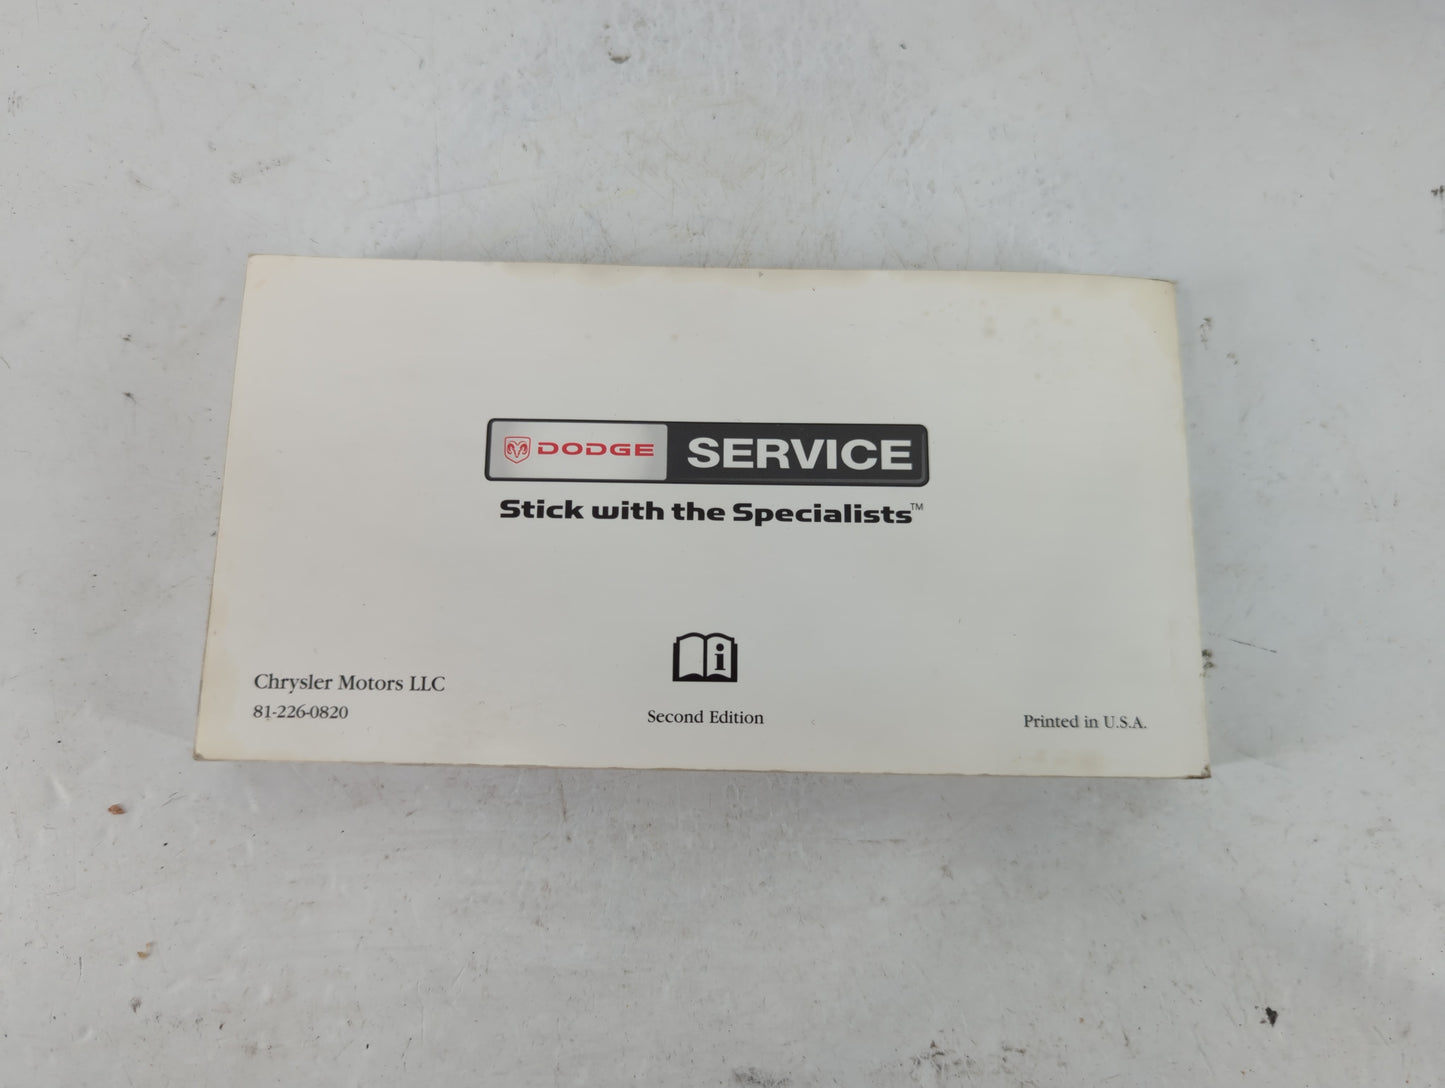 DODGE SERVICE
Stick with the Specialists™
i
Chrysler Motors LLC
81-226-0820
Second Edition
Printed in U.S.A.